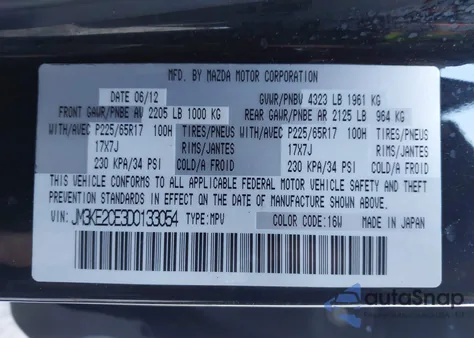 MFD. BY MAZDA MOTOR CORPORATION
DATE 06/12 GVWR/PNBV 4323 LB 1961 KG
FRONT GAWR/PNBE AV 2205 LB 1000 KG REAR GAWR/PNBE AR 2125 LB 964 KG
WITH/AVEC P225/65R17 100H TIRES/PNEUS WITH/AVEC P225/65R17 100H TIRES/PNEUS
17X7J RIMS/JANTES 17X7J RIMS/JANTES
230 KPA/34 PSI COLD/A FROID 230 KPA/34 PSI COLD/A FROID
THIS VEHICLE CONFORMS TO ALL APPLICABLE FEDERAL MOTOR VEHICLE SAFETY AND THEFT
PREVENTION STANDARDS IN EFFECT ON THE DATE OF MANUFACTURE SHOWN ABOVE.
VIN: JM3KE2CE3D0133054 TYPE: MPV COLOR CODE: 16W MADE IN JAPAN
autoSnap